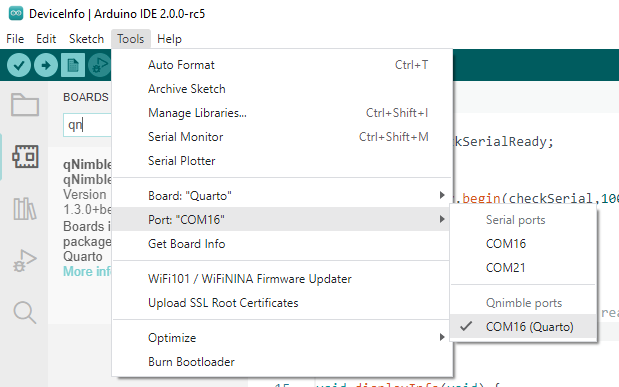 DeviceInfo | Arduino IDE 2.0.0-rc5
File Edit Sketch Tools Help
Auto Format Ctrl+T
Archive Sketch
Manage Libraries... Ctrl+Shift+I
Serial Monitor Ctrl+Shift+M
Serial Plotter
Board: "Quarto"
Port: "COM16"
Get Board Info
WiFi101 / WiFiNINA Firmware Updater
Upload SSL Root Certificates
Optimize
Burn Bootloader
Serial ports
COM16
COM21
Qnimble ports
COM16 (Quarto)
BOARDS
qn
qNimble
qNimble
Version
1.3.0+be
Boards i
package
Quarto
More inf
kSerialReady;
.begin(checkSerial,100
rea
15 void displayInfo(void) {